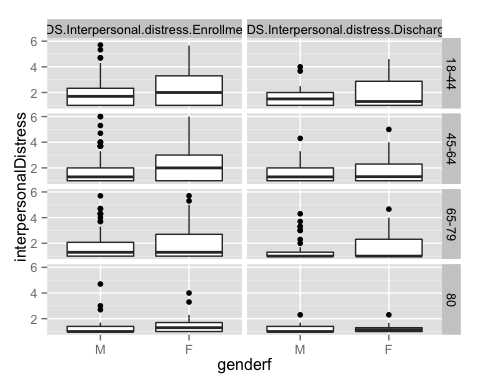 DS.Interpersonal.distress.Enrollme
DS.Interpersonal.distress.Discharg
6
4
2
18-44
6
4
2
45-64
6
4
2
65-79
6
4
2
80
interpersonalDistress
M
F
M
F
genderf